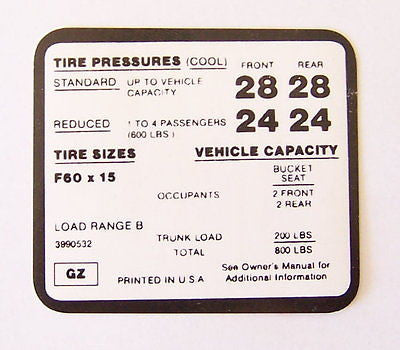 TIRE PRESSURES (COOL) FRONT REAR
STANDARD UP TO VEHICLE 28 28
CAPACITY
REDUCED 1 TO 4 PASSENGERS 24 24
(600 LBS)
TIRE SIZES VEHICLE CAPACITY
F60 x 15 BUCKET
SEAT
OCCUPANTS 2 FRONT
2 REAR
LOAD RANGE B
3990532 TRUNK LOAD 200 LBS
TOTAL 800 LBS
GZ PRINTED IN U.S.A See Owner's Manual for
Additional Information